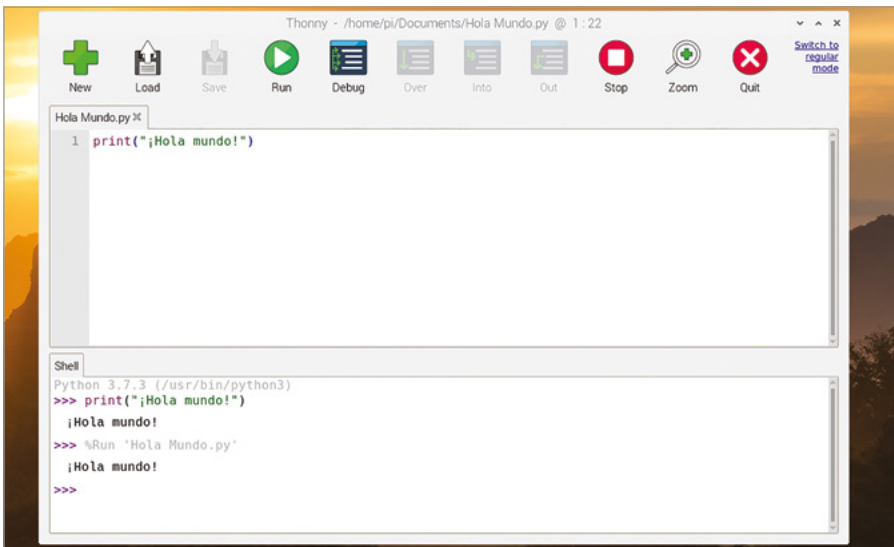 Thonny - /home/pi/Documents/Hola Mundo.py @ 1:22
New Load Save Run Debug Over Into Out Stop Zoom Quit
Switch to
regular
mode
Hola Mundo.py
1 print("¡Hola mundo!")
Shell
Python 3.7.3 (/usr/bin/python3)
>>> print("¡Hola mundo!")
¡Hola mundo!
>>> %Run 'Hola Mundo.py'
¡Hola mundo!
>>>